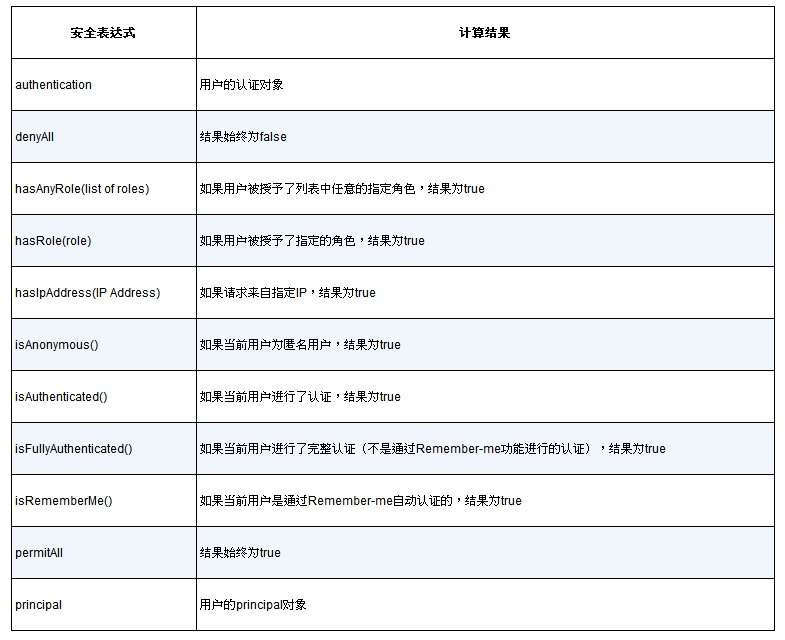 安全表达式 计算结果
authentication 用户的认证对象
denyAll 结果始终为false
hasAnyRole(list of roles) 如果用户被授予了列表中任意的指定角色，结果为true
hasRole(role) 如果用户被授予了指定的角色，结果为true
hasIpAddress(IP Address) 如果请求来自指定IP，结果为true
isAnonymous() 如果当前用户为匿名用户，结果为true
isAuthenticated() 如果当前用户进行了认证，结果为true
isFullyAuthenticated() 如果当前用户进行了完整认证（不是通过Remember-me功能进行的认证），结果为true
isRememberMe() 如果当前用户是通过Remember-me自动认证的，结果为true
permitAll 结果始终为true
principal 用户的principal对象